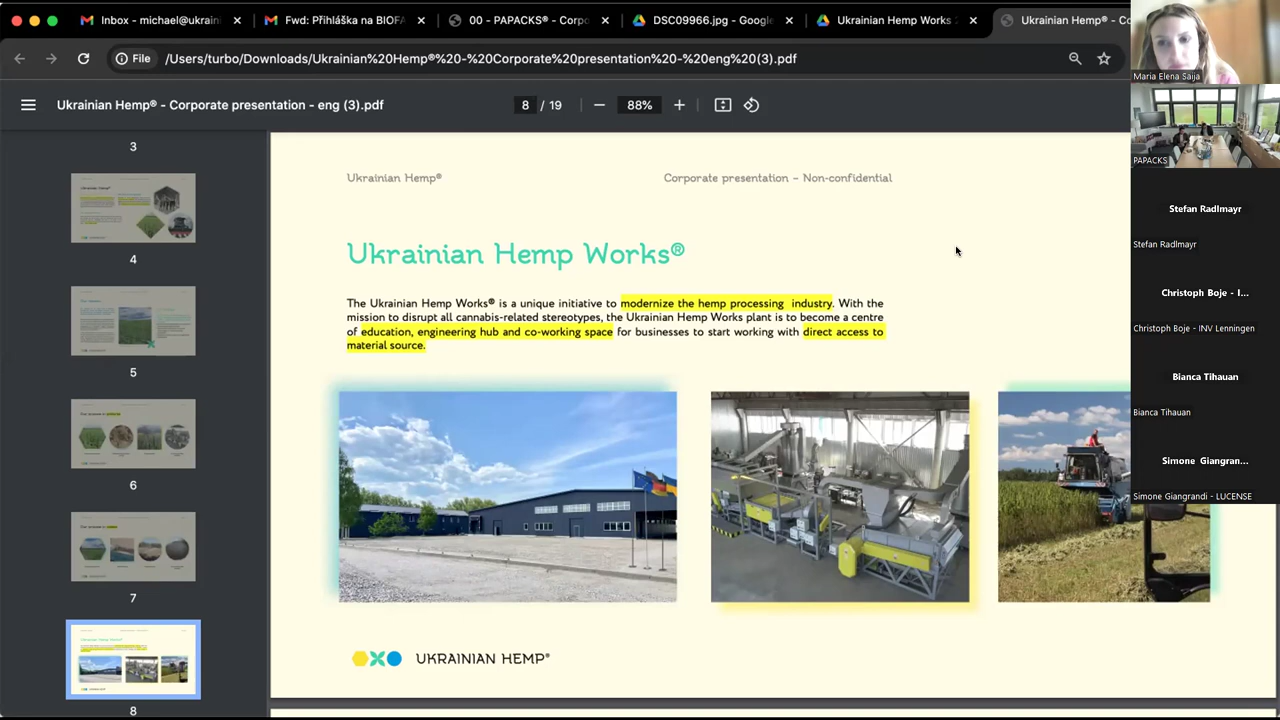 Inbox - michael@ukraini
Fwd: Přihláška na BIOFA
00 - PAPACKS® - Corpo
DSC09966.jpg - Google
Ukrainian Hemp Works
Ukrainian Hemp® - Co
File
/Users/turbo/Downloads/Ukrainian%20Hemp®%20-%20Corporate%20presentation%20-%20eng%20(3).pdf
Ukrainian Hemp® - Corporate presentation - eng (3).pdf
8 / 19
88%
3
4
5
6
7
8
Ukrainian Hemp®
Corporate presentation – Non-confidential
Ukrainian Hemp Works®
The Ukrainian Hemp Works® is a unique initiative to modernize the hemp processing industry. With the
mission to disrupt all cannabis-related stereotypes, the Ukrainian Hemp Works plant is to become a centre
of education, engineering hub and co-working space for businesses to start working with direct access to
material source.
UKRAINIAN HEMP®
Maria Elena Saija
PAPACKS
Stefan Radlmayr
Stefan Radlmayr
Christoph Boje - I...
Christoph Boje - INV Lenningen
Bianca Tihauan
Bianca Tihauan
Simone Giangran...
Simone Giangrandi - LUCENSE